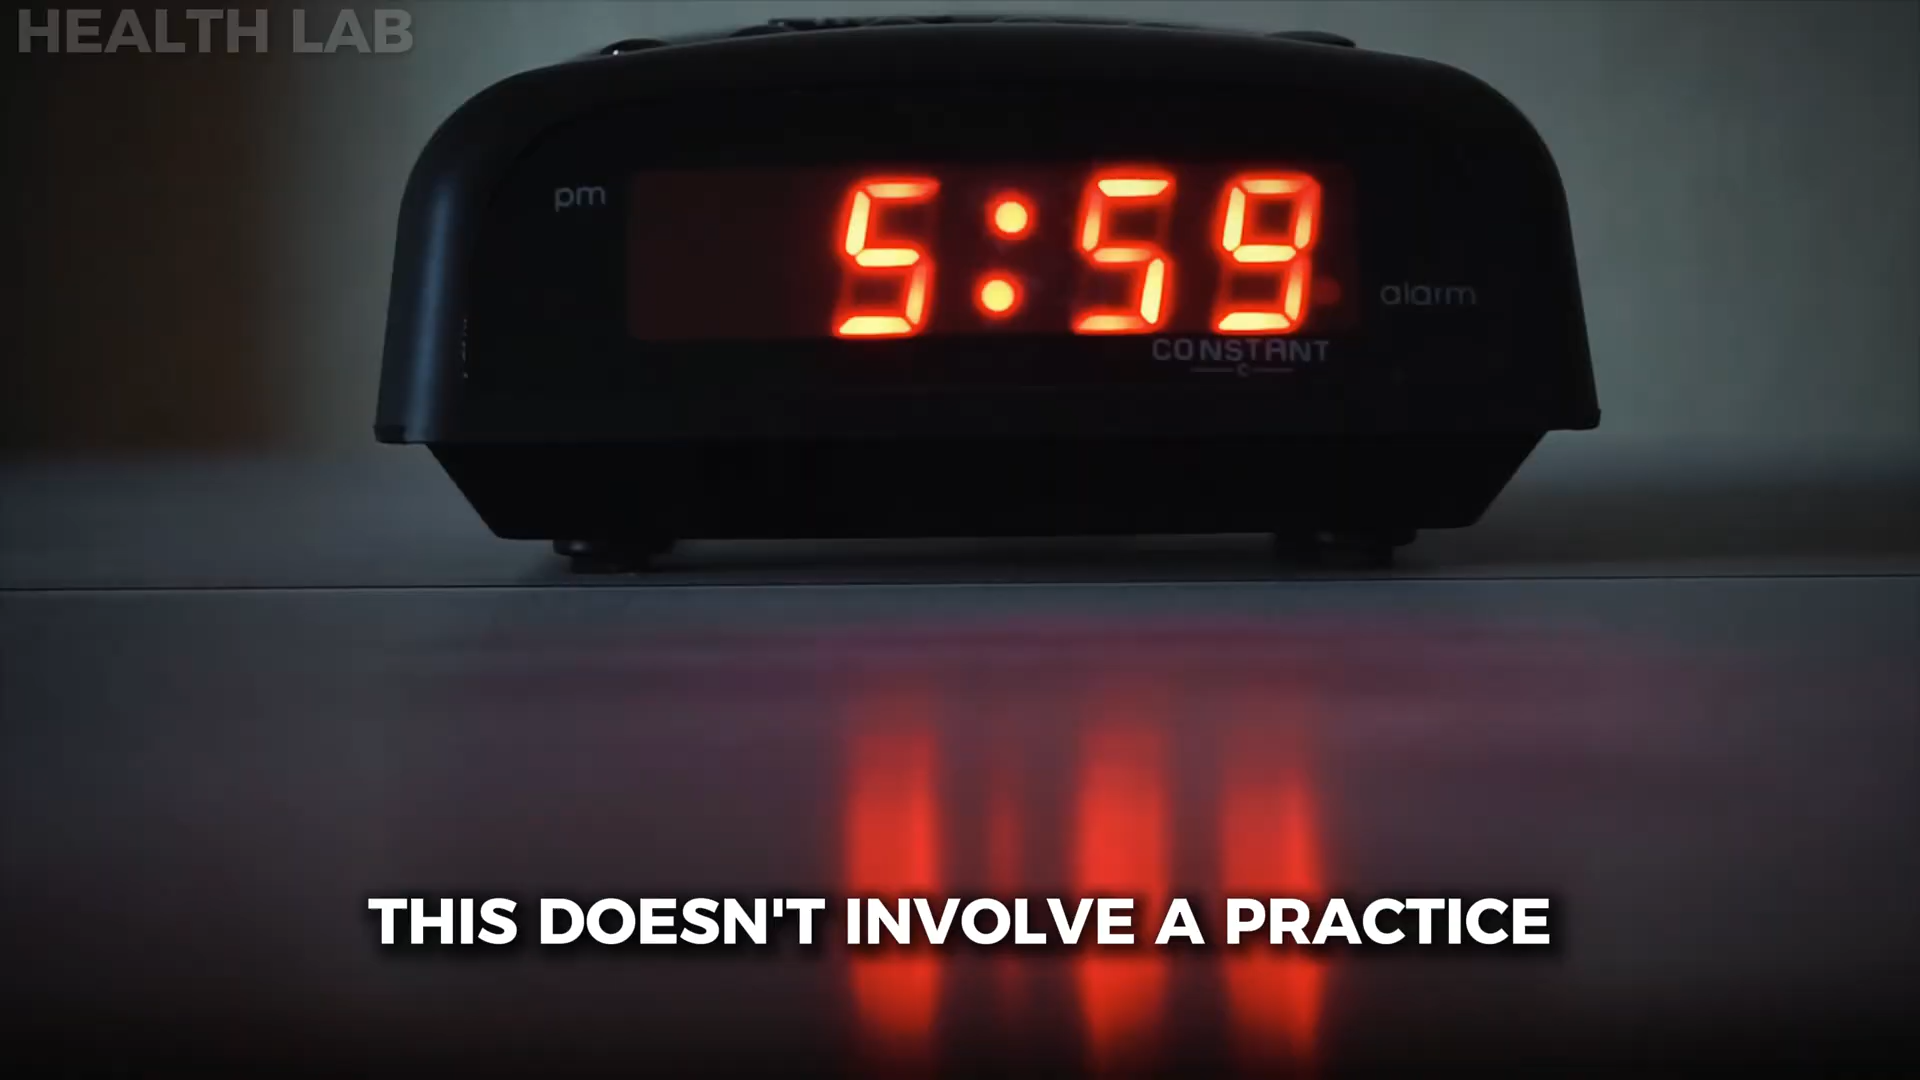 HEALTH LAB
pm
5:59
alarm
CONSTANT
THIS DOESN'T INVOLVE A PRACTICE